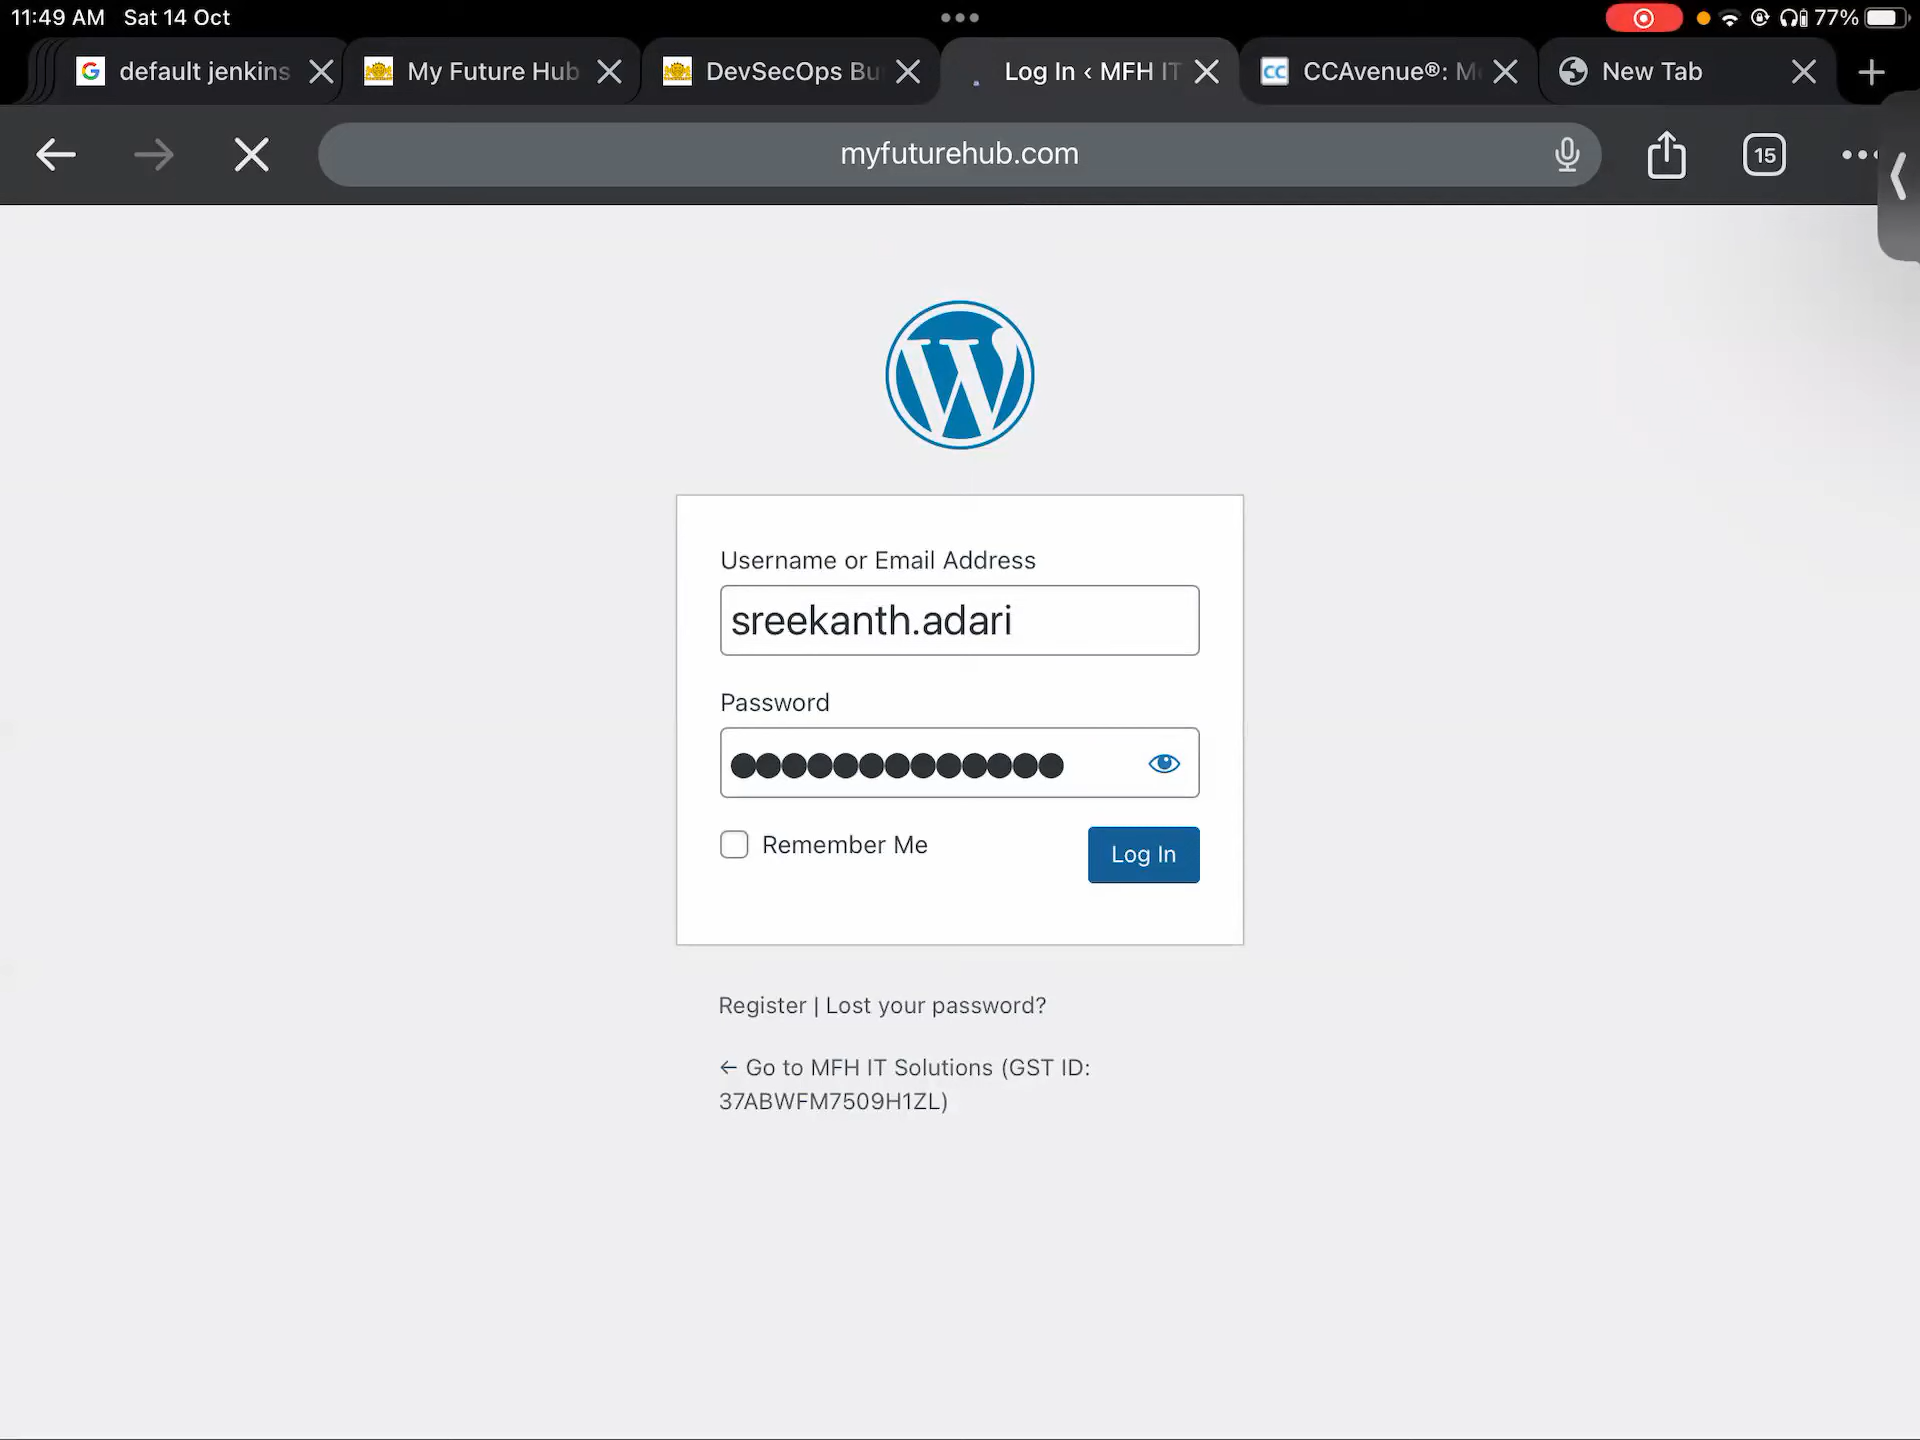 11:49 AM Sat 14 Oct
77%
default jenkins
My Future Hub
DevSecOps Bu
Log In ‹ MFH IT
CC
CCAvenue®: M
New Tab
myfuturehub.com
15
Username or Email Address
sreekanth.adari
Password
Remember Me
Log In
Register | Lost your password?
← Go to MFH IT Solutions (GST ID:
37ABWFM7509H1ZL)